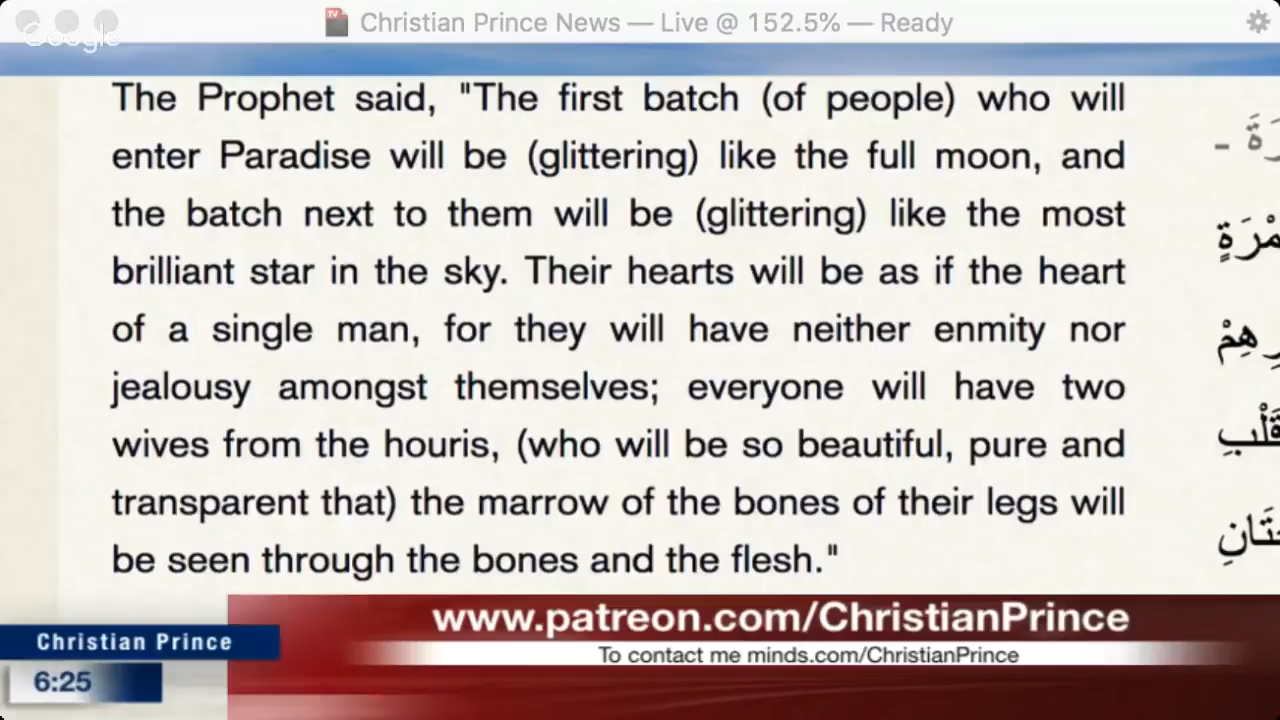 Google
Christian Prince News — Live @ 152.5% — Ready
The Prophet said, "The first batch (of people) who will
enter Paradise will be (glittering) like the full moon, and
the batch next to them will be (glittering) like the most
brilliant star in the sky. Their hearts will be as if the heart
of a single man, for they will have neither enmity nor
jealousy amongst themselves; everyone will have two
wives from the houris, (who will be so beautiful, pure and
transparent that) the marrow of the bones of their legs will
be seen through the bones and the flesh."
www.patreon.com/ChristianPrince
To contact me minds.com/ChristianPrince
Christian Prince
6:25